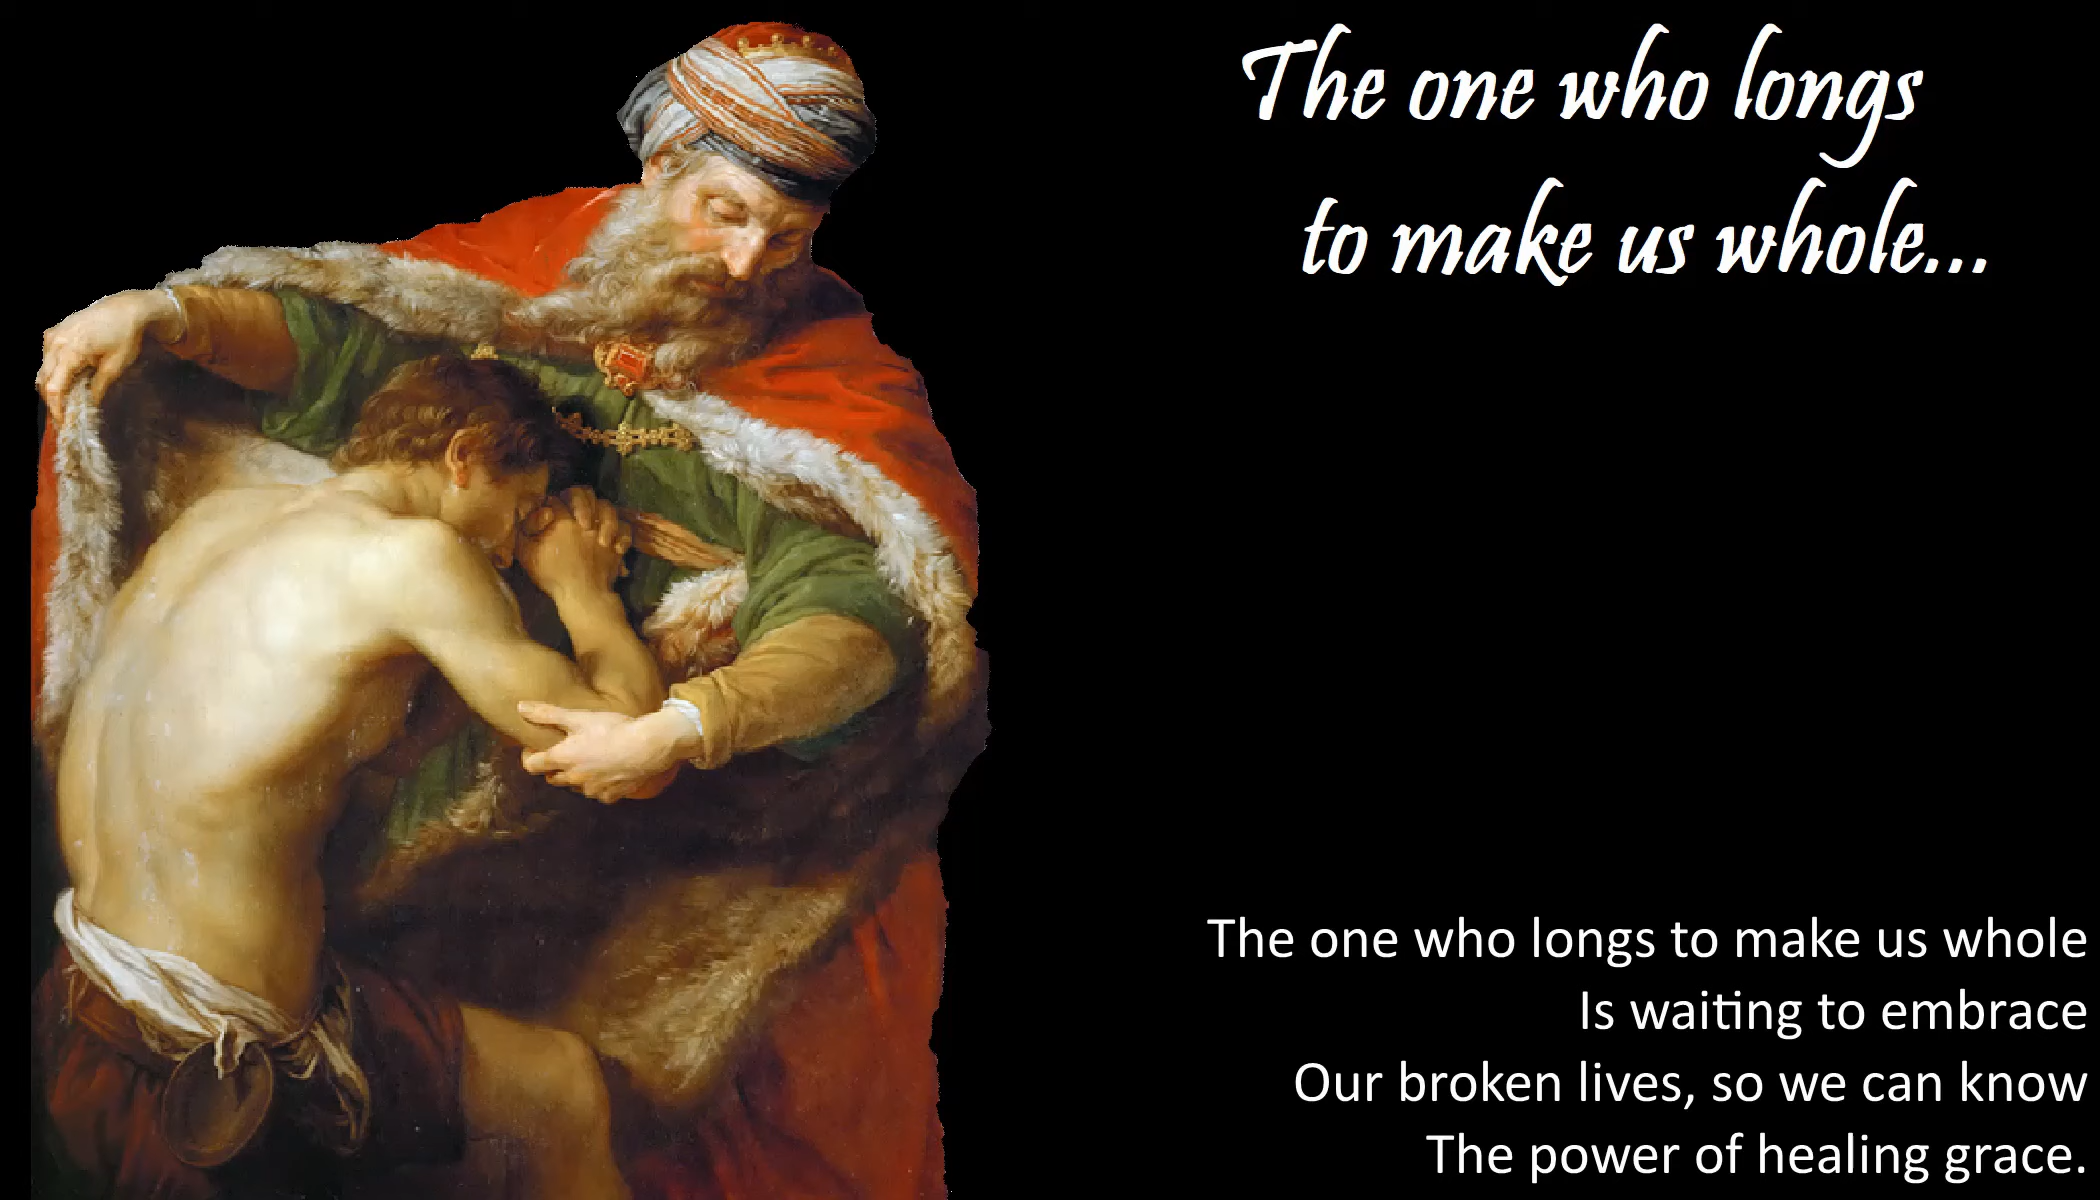 The one who longs
to make us whole...
The one who longs to make us whole
Is waiting to embrace
Our broken lives, so we can know
The power of healing grace.